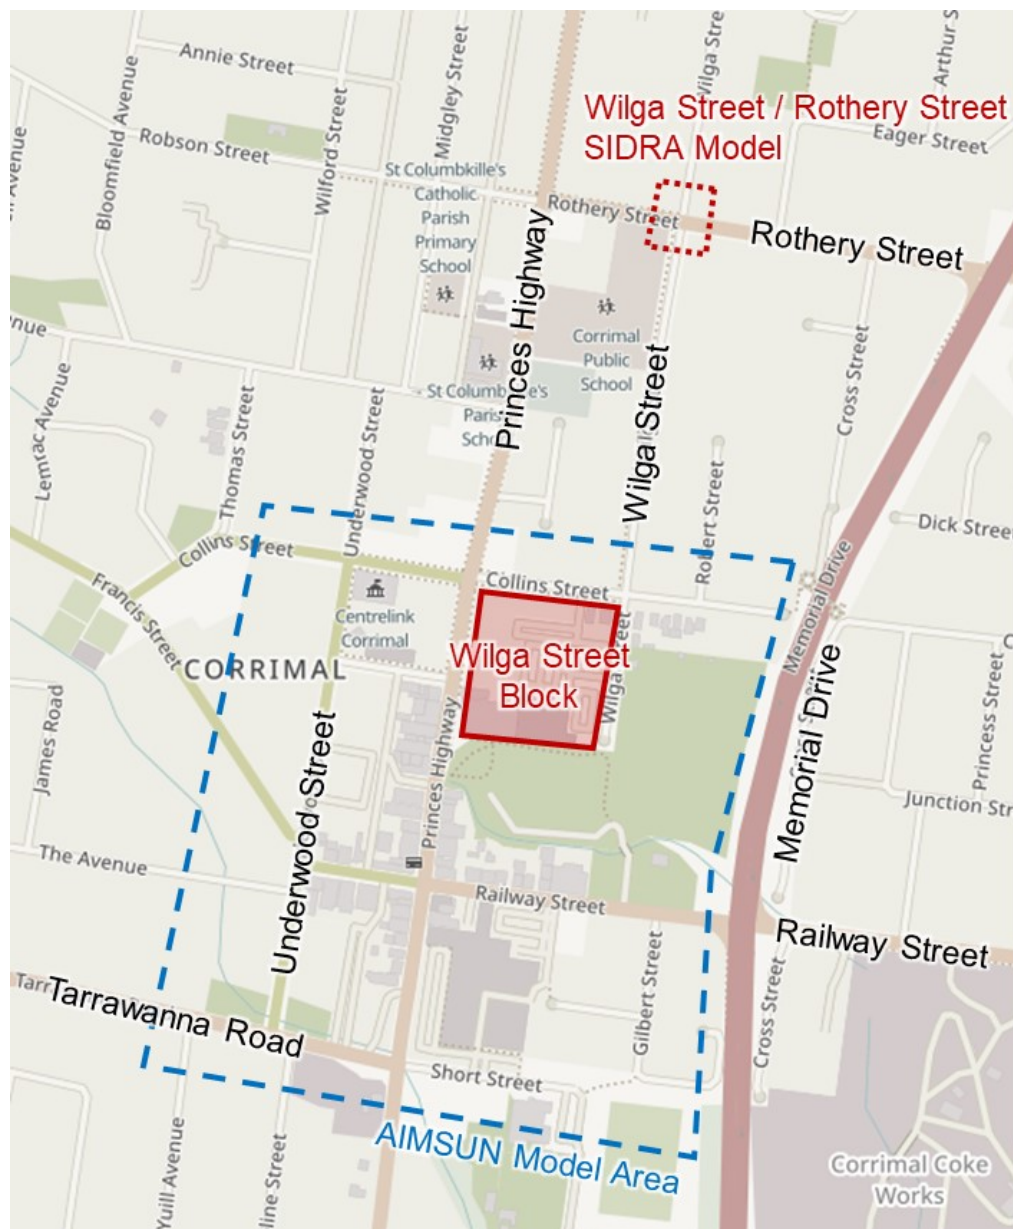 Annie Street
Bloomfield Avenue
Wilford Street
Midgley Street
Robson Street
Arthur S
Wilga Street / Rothery Street
SIDRA Model
Eager Street
St Columbkille's
Catholic
Parish
Primary
School
Rothery Street
Rothery Street
Princes Highway
Corrimal
Public
School
Wilga Street
Cross Street
Lemrac Avenue
Thomas Street
Underwood Street
Robert Street
Dick Street
Collins Street
Collins Street
Francis Street
Centrelink
Corrimal
CORRIMAL
Wilga Street
Block
Memorial Drive
Memorial Drive
Princess Street
James Road
Princes Highway
Underwood Street
Junction Str
The Avenue
Railway Street
Railway Street
Gilbert Street
Cross Street
Tarrawanna Road
Short Street
AIMSUN Model Area
Yuill Avenue
line Street
Corrimal Coke
Works